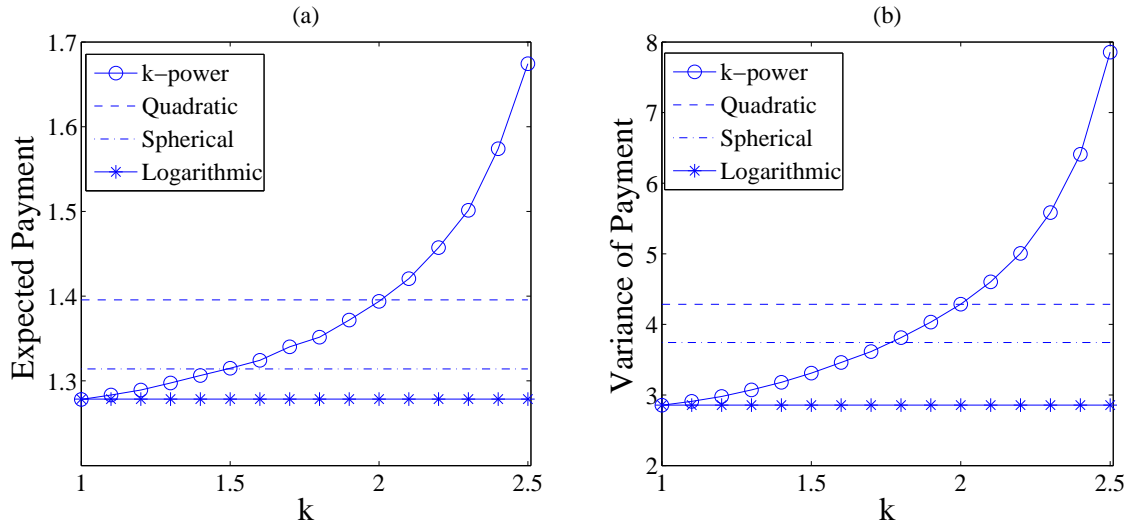 (a)
1.7
1.6
1.5
1.4
1.3
Expected Payment
k−power
Quadratic
Spherical
Logarithmic
1
1.5
2
2.5
k
(b)
8
7
6
5
4
3
2
Variance of Payment
k−power
Quadratic
Spherical
Logarithmic
1
1.5
2
2.5
k